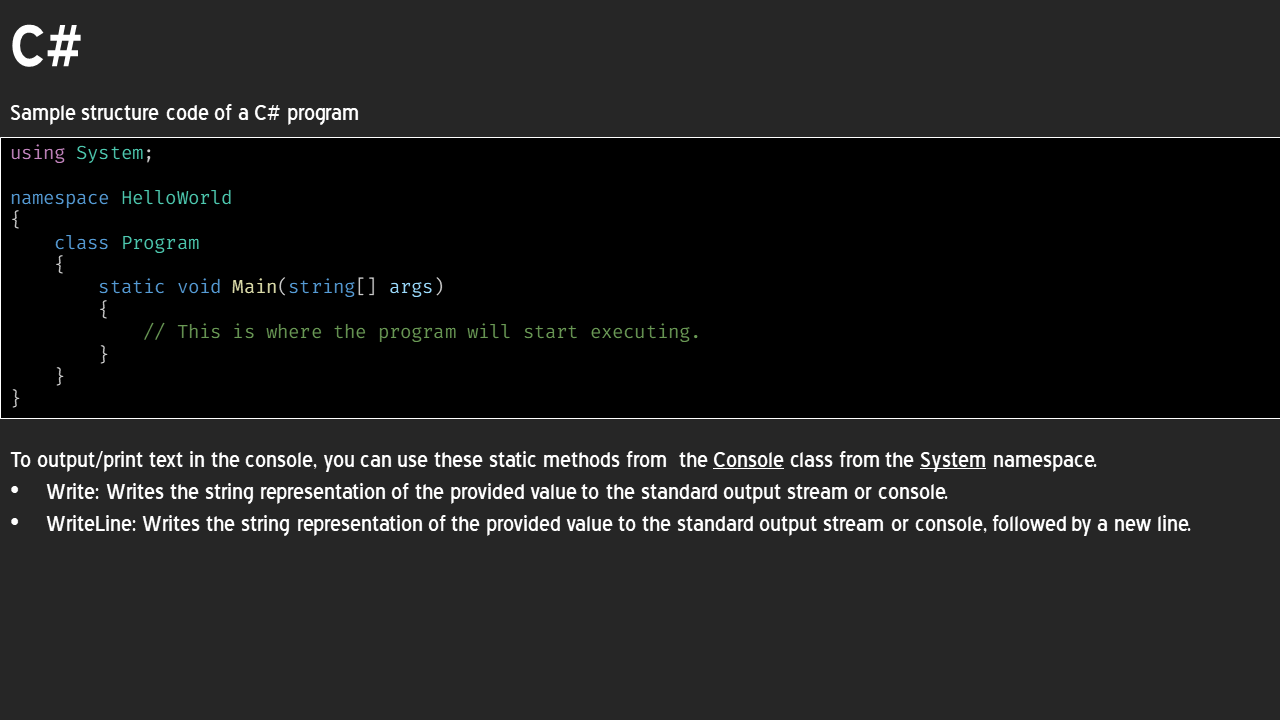 C#
Sample structure code of a C# program
using System;
namespace HelloWorld
{
    class Program
    {
        static void Main(string[] args)
        {
            // This is where the program will start executing.
        }
    }
}
To output/print text in the console, you can use these static methods from  the Console class from the System namespace.
• Write: Writes the string representation of the provided value to the standard output stream or console.
• WriteLine: Writes the string representation of the provided value to the standard output stream or console, followed by a new line.